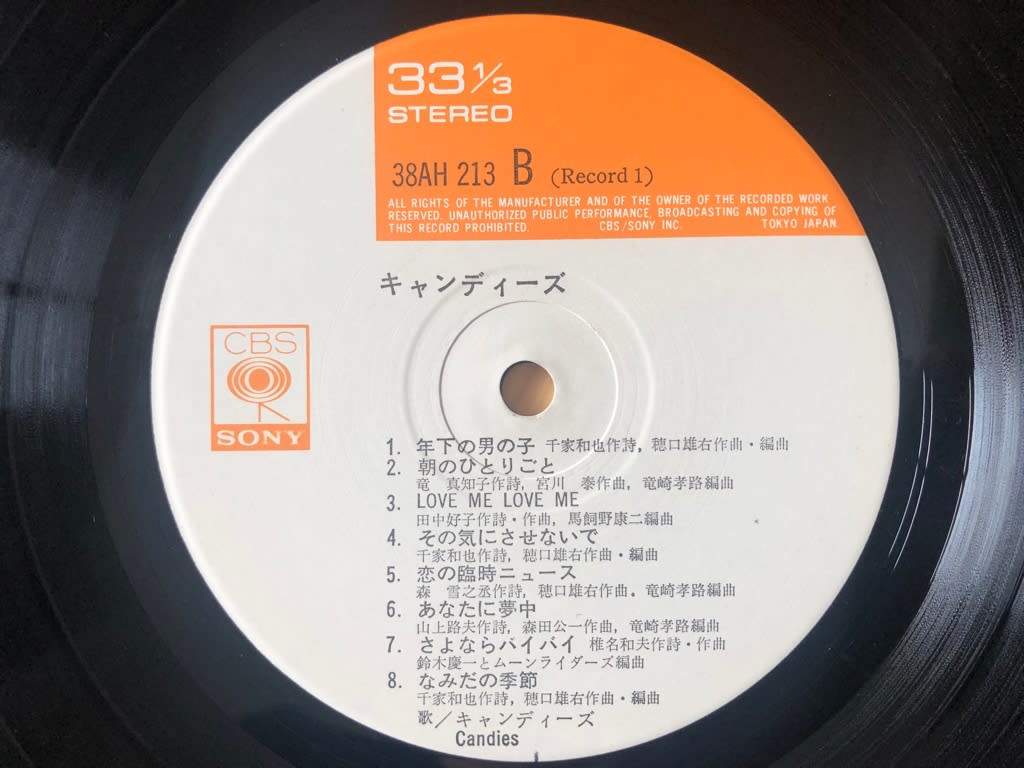 33 1/3
STEREO
38AH 213 B (Record 1)
ALL RIGHTS OF THE MANUFACTURER AND OF THE OWNER OF THE RECORDED WORK
RESERVED. UNAUTHORIZED PUBLIC PERFORMANCE, BROADCASTING AND COPYING OF
THIS RECORD PROHIBITED. CBS/SONY INC. TOKYO JAPAN.
キャンディーズ
CBS
SONY
1. 年下の男の子 千家和也作詩, 穂口雄右作曲・編曲
2. 朝のひとりごと
竜 真知子作詩, 宮川 泰作曲, 竜崎孝路編曲
3. LOVE ME LOVE ME
田中好子作詩・作曲, 馬飼野康二編曲
4. その気にさせないで
千家和也作詩, 穂口雄右作曲・編曲
5. 恋の臨時ニュース
森 雪之丞作詩, 穂口雄右作曲, 竜崎孝路編曲
6. あなたに夢中
山上路夫作詩, 森田公一作曲, 竜崎孝路編曲
7. さよならバイバイ 椎名和夫作詩・作曲
鈴木慶一とムーンライダーズ編曲
8. なみだの季節
千家和也作詩, 穂口雄右作曲・編曲
歌/キャンディーズ
Candies